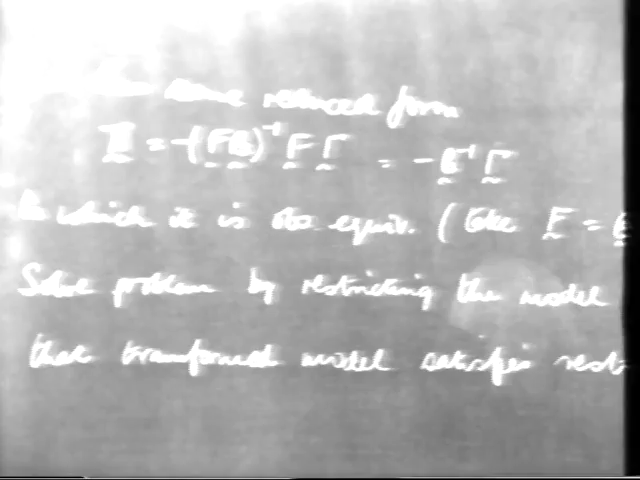 same reduced form
Π = -(FB)⁻¹ F Γ = - B⁻¹ Γ
to which it is obs equiv. ( take F =
Solve problem by restricting the model
that transformed model satisfies